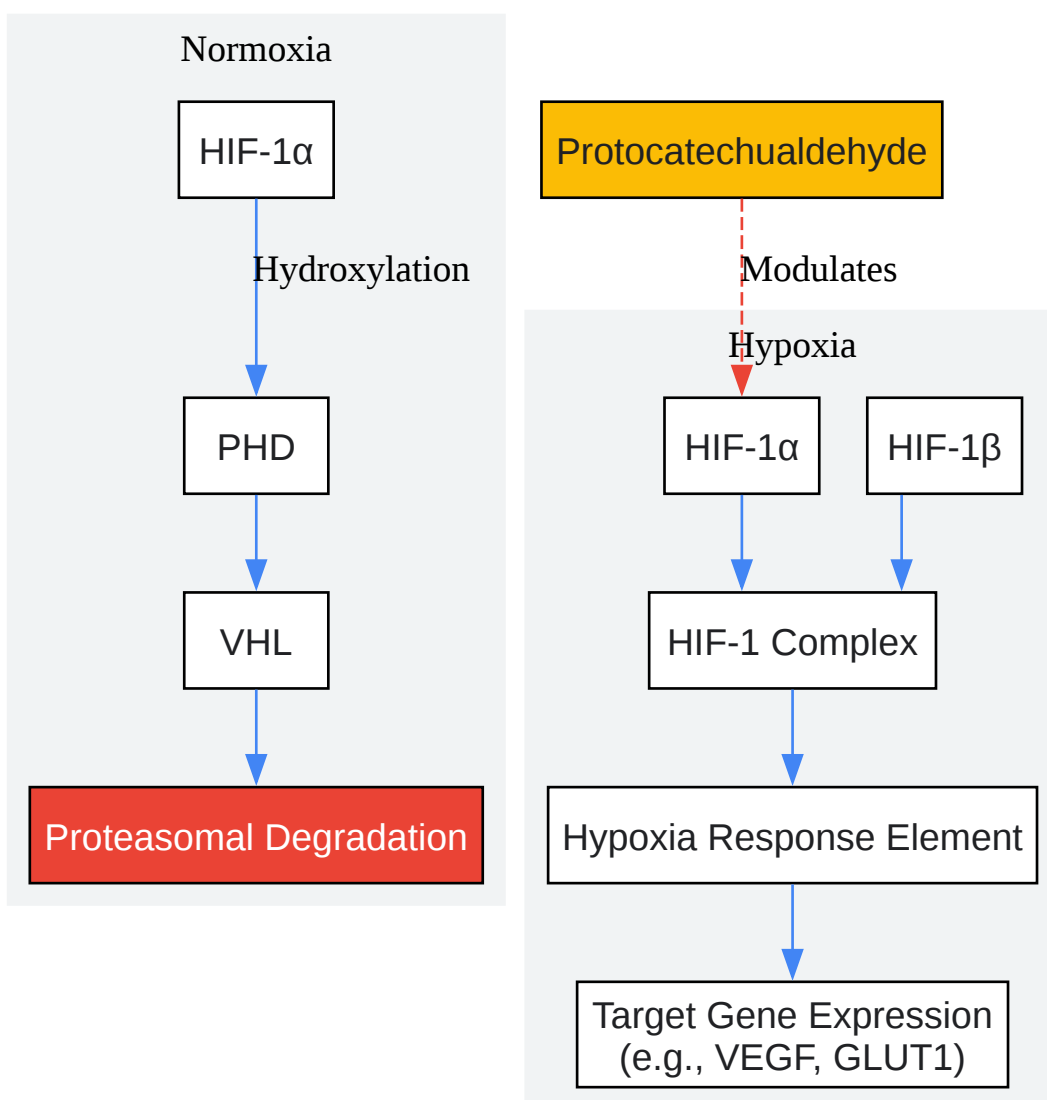 Normoxia
HIF-1α
Hydroxylation
PHD
VHL
Proteasomal Degradation
Protocatechualdehyde
Modulates
Hypoxia
HIF-1α
HIF-1β
HIF-1 Complex
Hypoxia Response Element
Target Gene Expression
(e.g., VEGF, GLUT1)